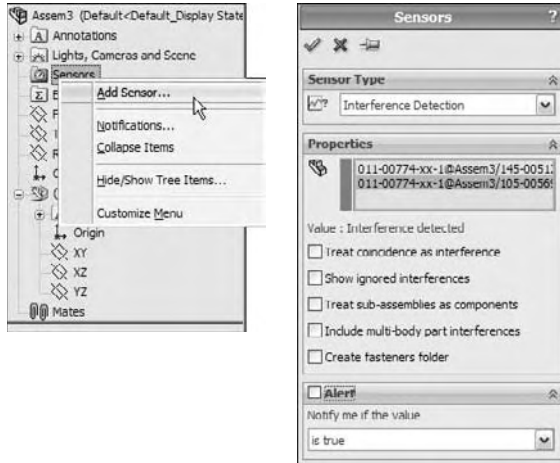 Assem3 (Default<Default_Display State
Annotations
Lights, Cameras and Scene
Sensors
Add Sensor...
Notifications...
Collapse Items
Hide/Show Tree Items...
Customize Menu
Origin
XY
XZ
YZ
Mates
Sensors
?
Sensor Type
Interference Detection
Properties
011-00774-xx-1@Assem3/145-0051
011-00774-xx-1@Assem3/105-0056
Value : Interference detected
Treat coincidence as interference
Show ignored interferences
Treat sub-assemblies as components
Include multi-body part interferences
Create fasteners folder
Alert
Notify me if the value
is true